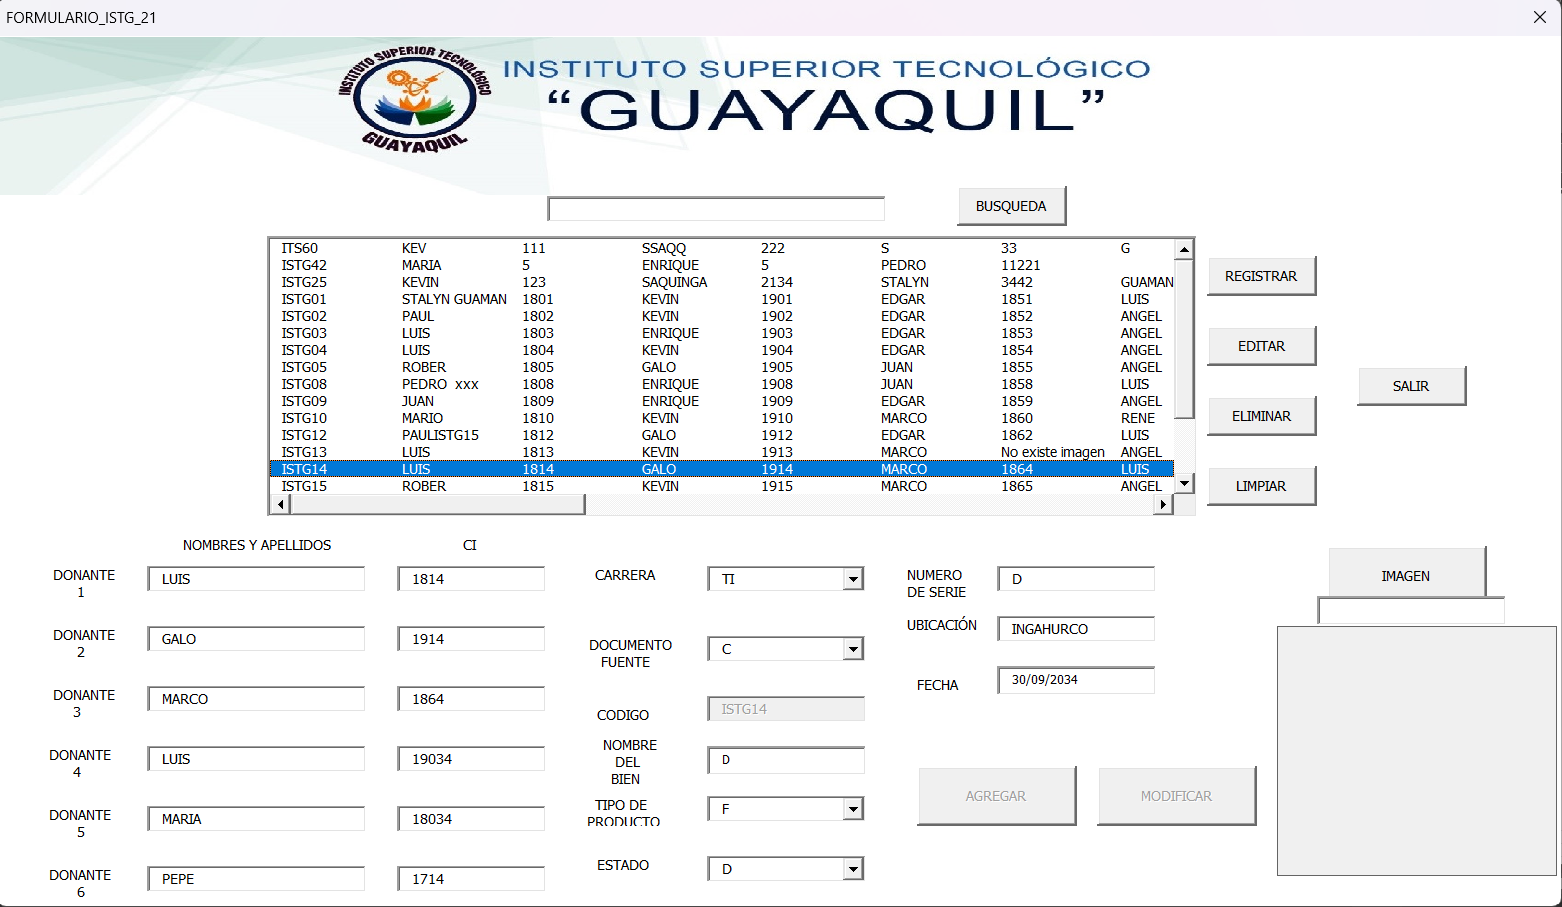 FORMULARIO_ISTG_21
INSTITUTO SUPERIOR TECNOLÓGICO
GUAYAQUIL
INSTITUTO SUPERIOR TECNOLÓGICO
“GUAYAQUIL”
BUSQUEDA
ITS60 KEV 111 SSAQQ 222 S 33 G
ISTG42 MARIA 5 ENRIQUE 5 PEDRO 11221
ISTG25 KEVIN 123 SAQUINGA 2134 STALYN 3442 GUAMAN
ISTG01 STALYN GUAMAN 1801 KEVIN 1901 EDGAR 1851 LUIS
ISTG02 PAUL 1802 KEVIN 1902 EDGAR 1852 ANGEL
ISTG03 LUIS 1803 ENRIQUE 1903 EDGAR 1853 ANGEL
ISTG04 LUIS 1804 KEVIN 1904 EDGAR 1854 ANGEL
ISTG05 ROBER 1805 GALO 1905 JUAN 1855 ANGEL
ISTG08 PEDRO xxx 1808 ENRIQUE 1908 JUAN 1858 LUIS
ISTG09 JUAN 1809 ENRIQUE 1909 EDGAR 1859 ANGEL
ISTG10 MARIO 1810 KEVIN 1910 MARCO 1860 RENE
ISTG12 PAULISTG15 1812 GALO 1912 EDGAR 1862 LUIS
ISTG13 LUIS 1813 KEVIN 1913 MARCO No existe imagen ANGEL
ISTG14 LUIS 1814 GALO 1914 MARCO 1864 LUIS
ISTG15 ROBER 1815 KEVIN 1915 MARCO 1865 ANGEL
REGISTRAR
EDITAR
SALIR
ELIMINAR
LIMPIAR
NOMBRES Y APELLIDOS CI
DONANTE
1
LUIS 1814
DONANTE
2
GALO 1914
DONANTE
3
MARCO 1864
DONANTE
4
LUIS 19034
DONANTE
5
MARIA 18034
DONANTE
6
PEPE 1714
CARRERA TI
DOCUMENTO
FUENTE
C
CODIGO ISTG14
NOMBRE
DEL
BIEN
D
TIPO DE
PRODUCTO
F
ESTADO D
NUMERO
DE SERIE
D
UBICACIÓN INGAHURCO
FECHA 30/09/2034
AGREGAR MODIFICAR
IMAGEN